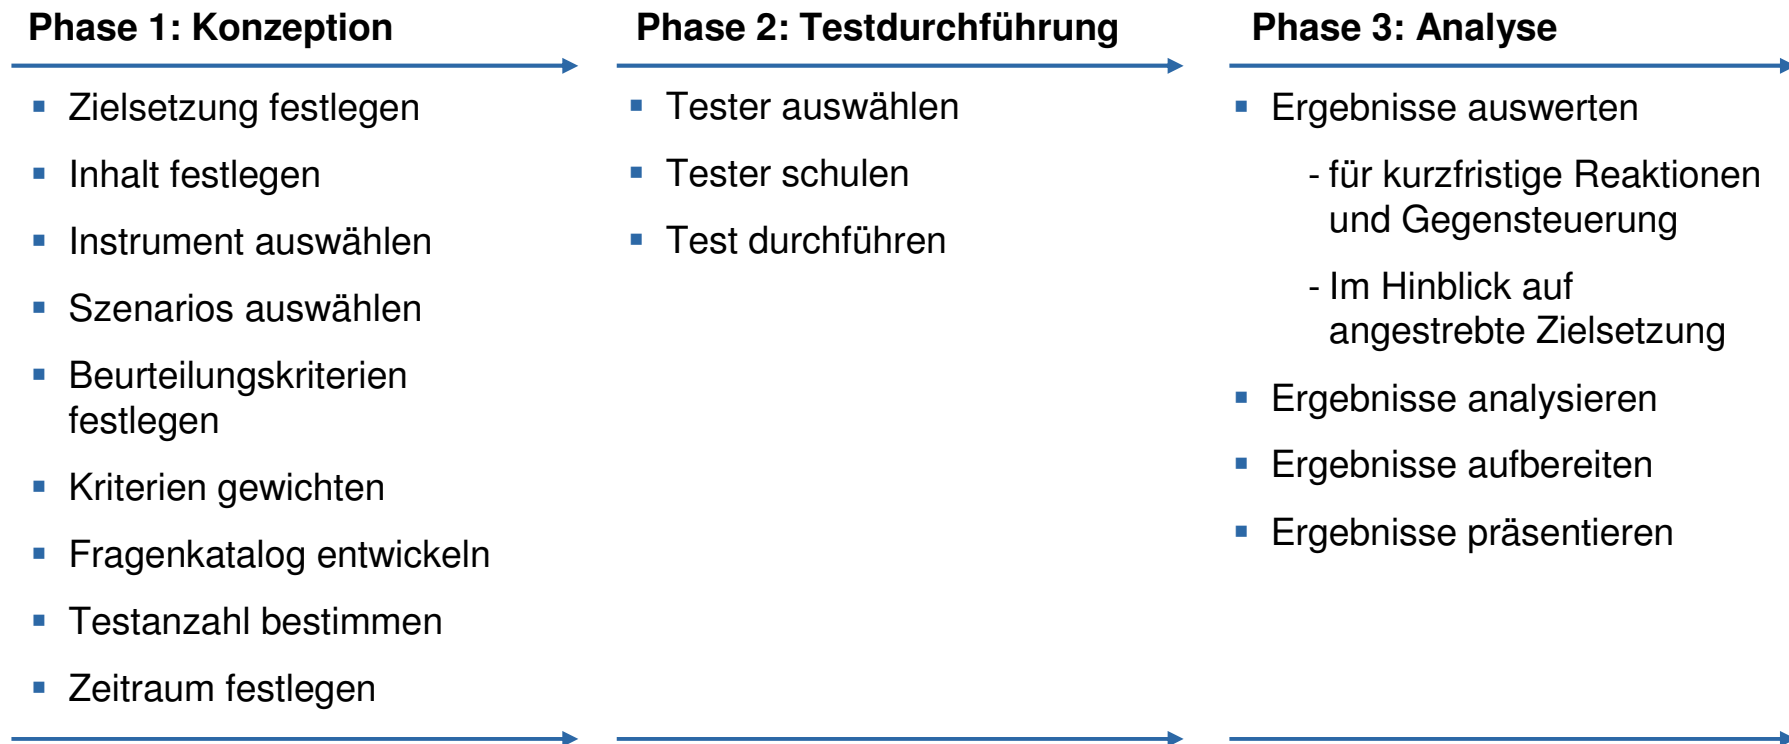 Phase 1: Konzeption
▪ Zielsetzung festlegen
▪ Inhalt festlegen
▪ Instrument auswählen
▪ Szenarios auswählen
▪ Beurteilungskriterien
festlegen
▪ Kriterien gewichten
▪ Fragenkatalog entwickeln
▪ Testanzahl bestimmen
▪ Zeitraum festlegen
Phase 2: Testdurchführung
▪ Tester auswählen
▪ Tester schulen
▪ Test durchführen
Phase 3: Analyse
▪ Ergebnisse auswerten
- für kurzfristige Reaktionen
und Gegensteuerung
- Im Hinblick auf
angestrebte Zielsetzung
▪ Ergebnisse analysieren
▪ Ergebnisse aufbereiten
▪ Ergebnisse präsentieren